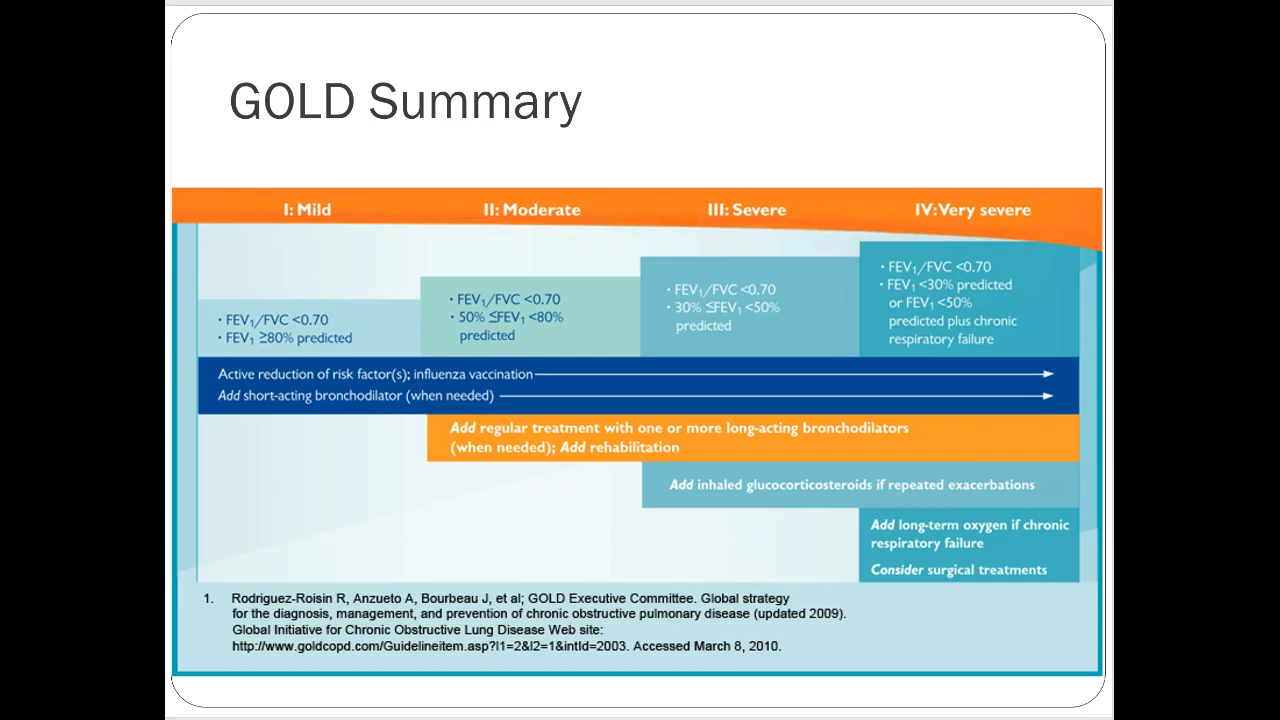 GOLD Summary
I: Mild
II: Moderate
III: Severe
IV:Very severe
· FEV₁/FVC <0.70
· FEV₁ ≥80% predicted
· FEV₁/FVC <0.70
· 50% ≤FEV₁ <80%
predicted
· FEV₁/FVC <0.70
· 30% ≤FEV₁ <50%
predicted
· FEV₁/FVC <0.70
· FEV₁ <30% predicted
or FEV₁ <50%
predicted plus chronic
respiratory failure
Active reduction of risk factor(s); influenza vaccination
Add short-acting bronchodilator (when needed)
Add regular treatment with one or more long-acting bronchodilators
(when needed); Add rehabilitation
Add inhaled glucocorticosteroids if repeated exacerbations
Add long-term oxygen if chronic
respiratory failure
Consider surgical treatments
1. Rodriguez-Roisin R, Anzueto A, Bourbeau J, et al; GOLD Executive Committee. Global strategy
for the diagnosis, management, and prevention of chronic obstructive pulmonary disease (updated 2009).
Global Initiative for Chronic Obstructive Lung Disease Web site:
http://www.goldcopd.com/Guidelineitem.asp?l1=2&l2=1&intId=2003. Accessed March 8, 2010.